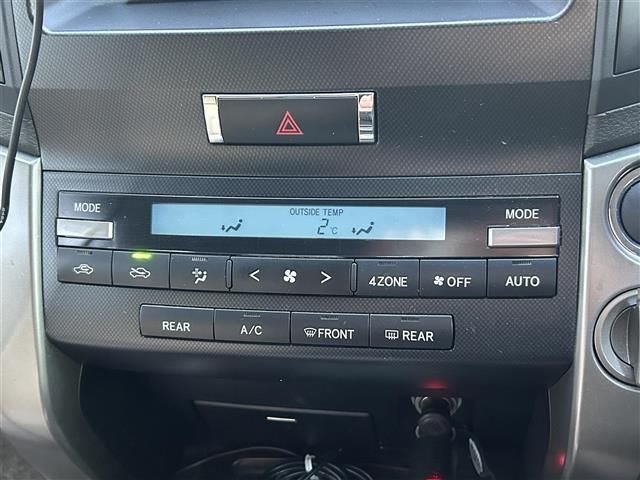 OUTSIDE TEMP
MODE
2°C
MODE
4ZONE
OFF
AUTO
REAR
A/C
FRONT
REAR